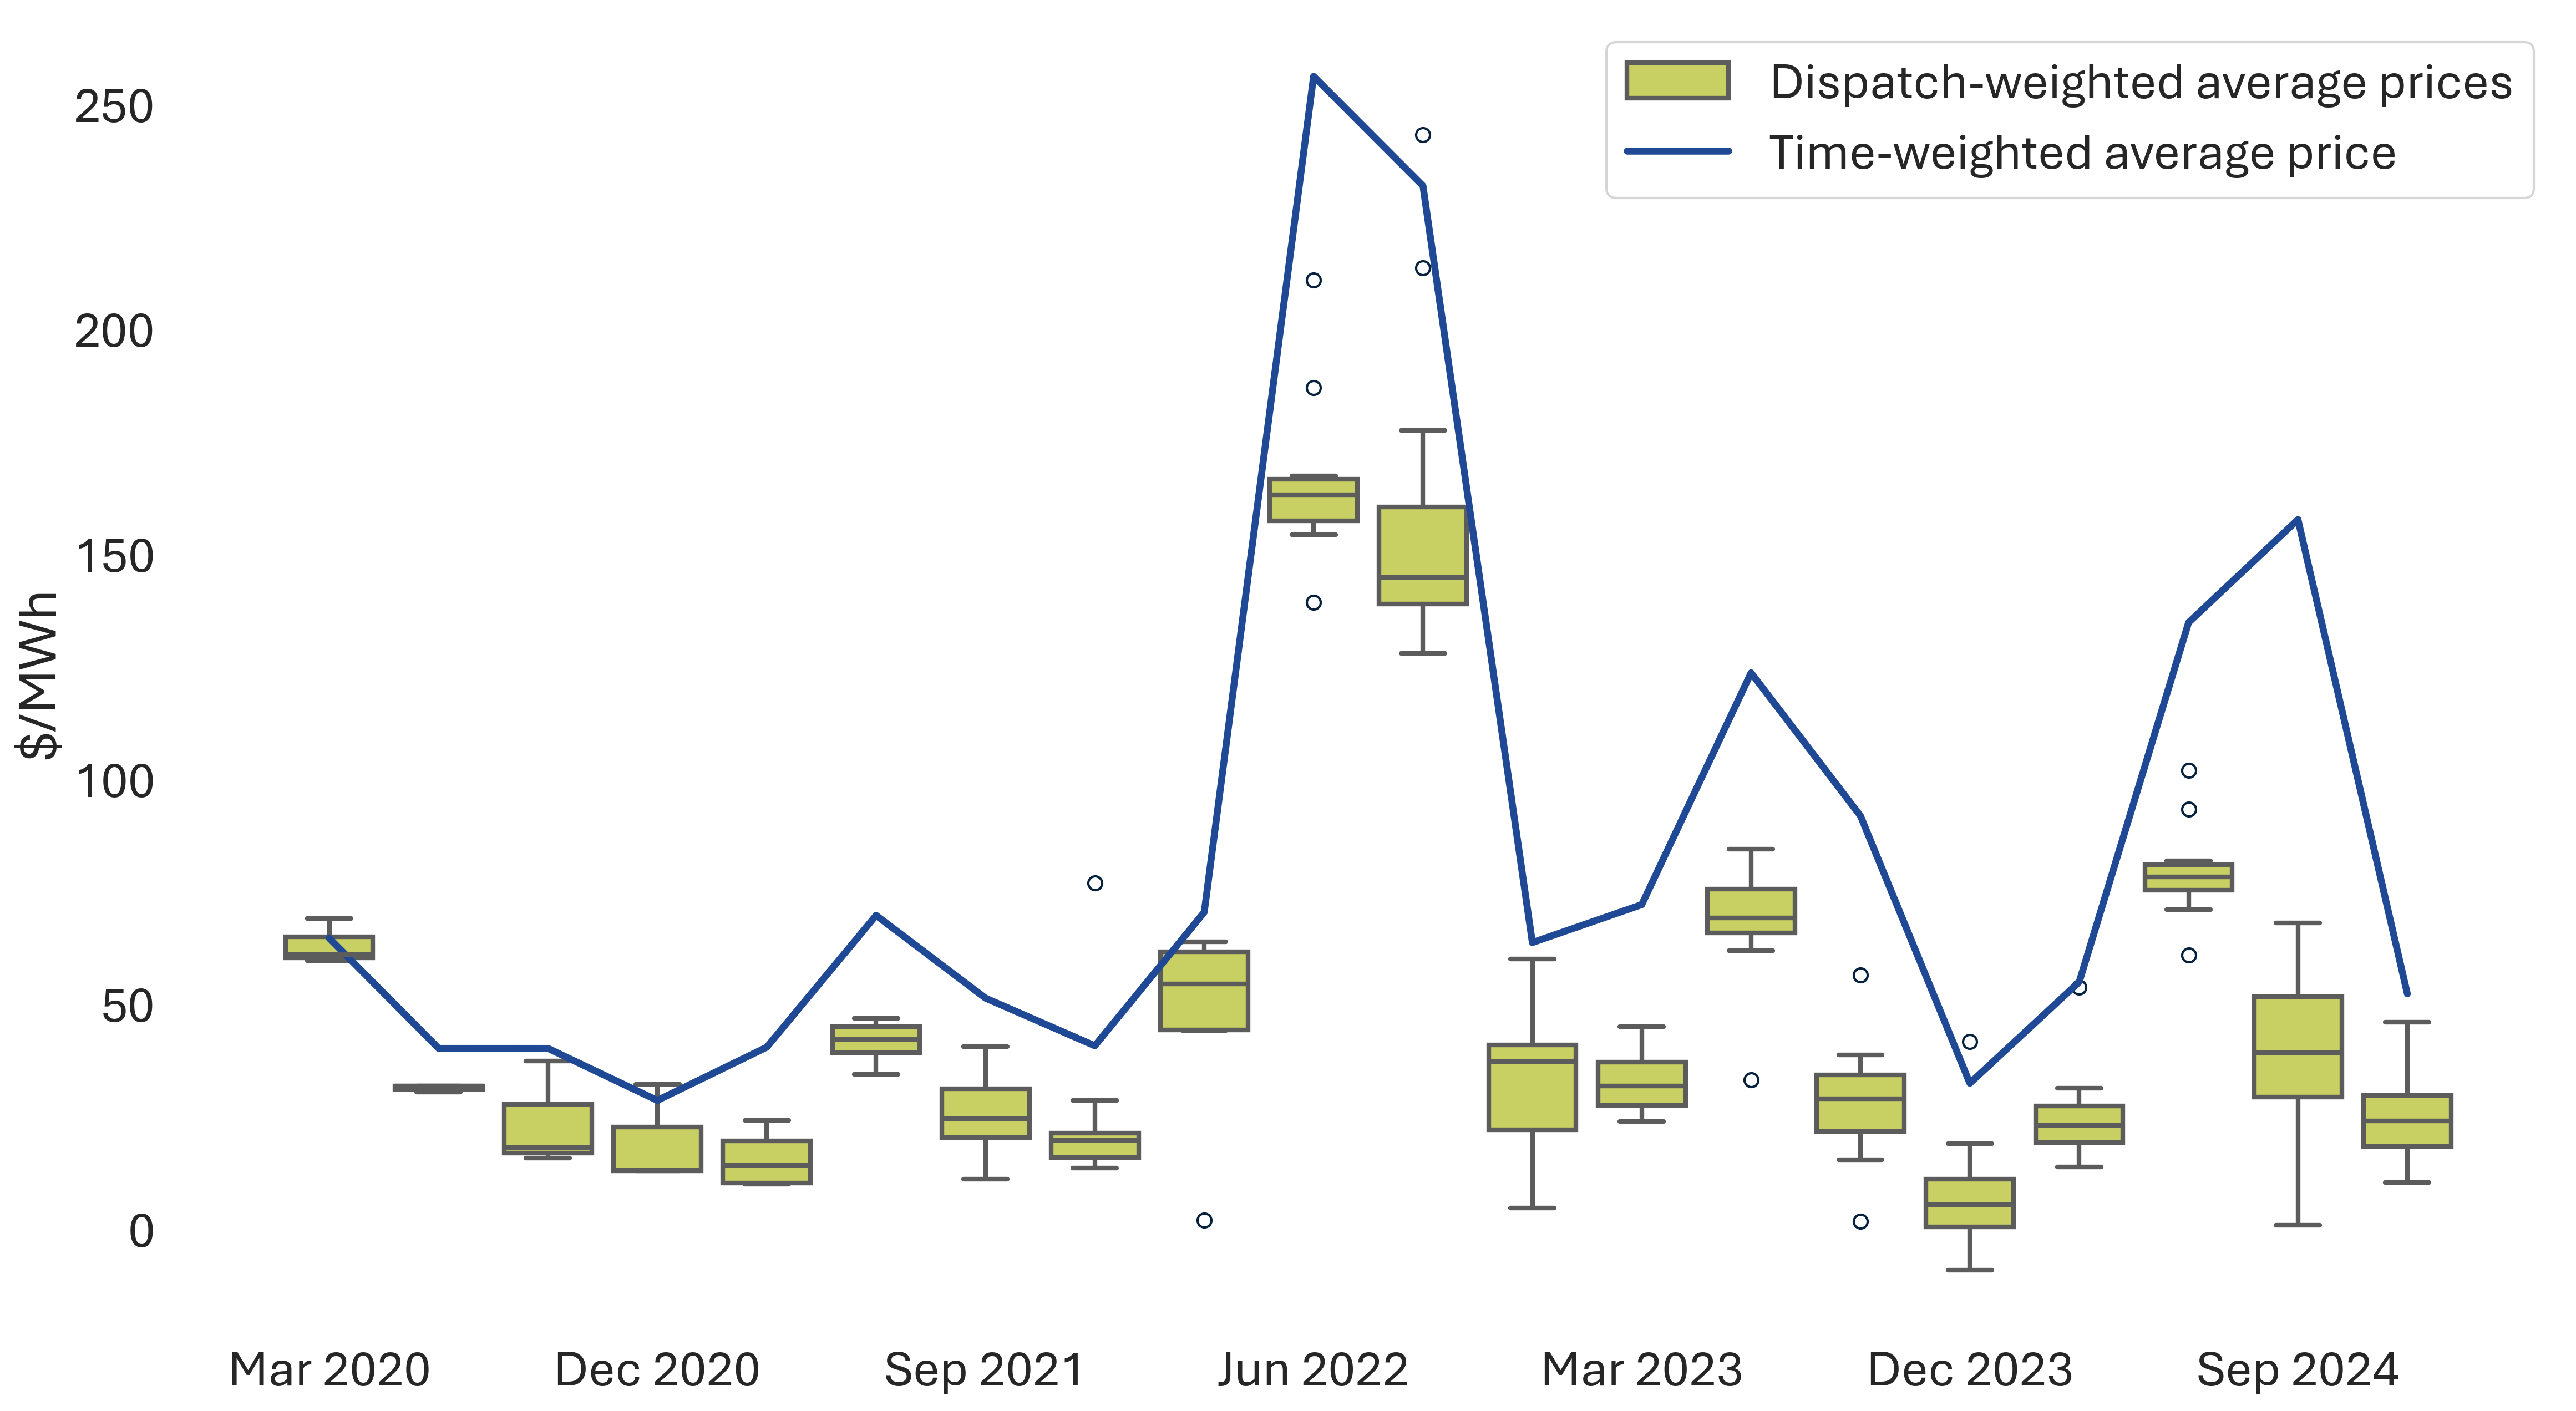 Dispatch-weighted average prices
Time-weighted average price
250
200
150
100
50
0
$/MWh
Mar 2020
Dec 2020
Sep 2021
Jun 2022
Mar 2023
Dec 2023
Sep 2024